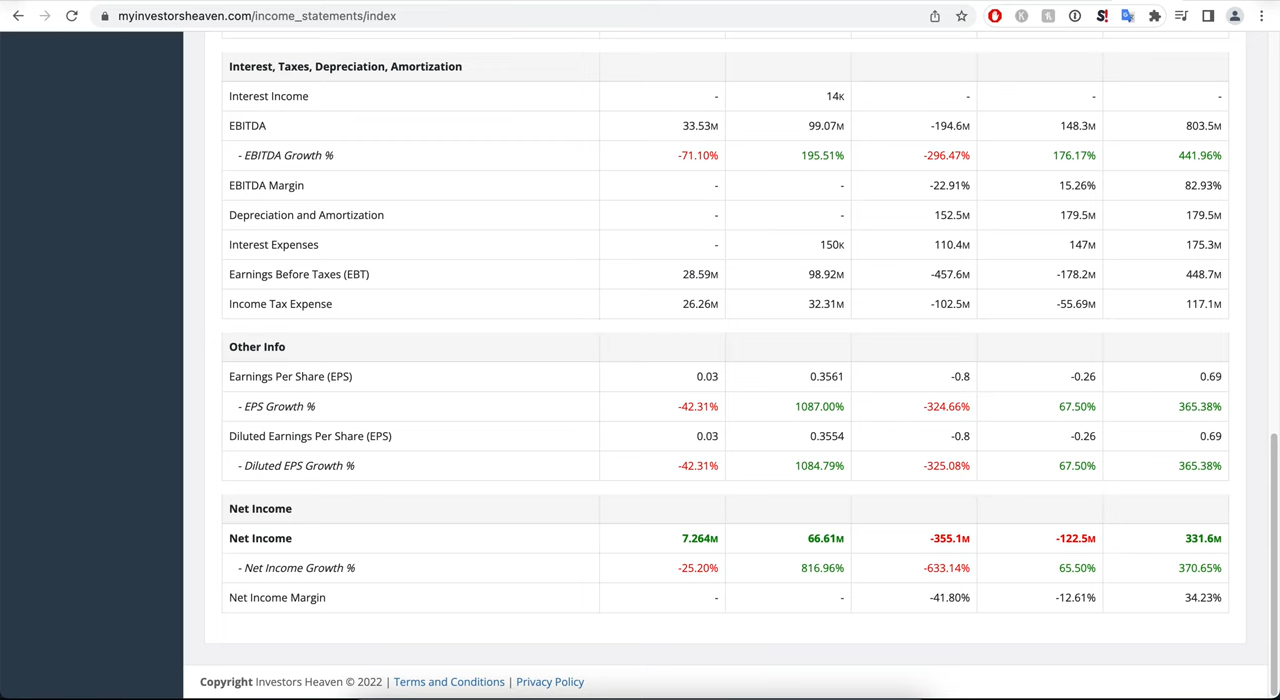 myinvestorsheaven.com/income_statements/index
Interest, Taxes, Depreciation, Amortization
Interest Income - 14K - - -
EBITDA 33.53M 99.07M -194.6M 148.3M 803.5M
- EBITDA Growth % -71.10% 195.51% -296.47% 176.17% 441.96%
EBITDA Margin - - -22.91% 15.26% 82.93%
Depreciation and Amortization - - 152.5M 179.5M 179.5M
Interest Expenses - 150K 110.4M 147M 175.3M
Earnings Before Taxes (EBT) 28.59M 98.92M -457.6M -178.2M 448.7M
Income Tax Expense 26.26M 32.31M -102.5M -55.69M 117.1M
Other Info
Earnings Per Share (EPS) 0.03 0.3561 -0.8 -0.26 0.69
- EPS Growth % -42.31% 1087.00% -324.66% 67.50% 365.38%
Diluted Earnings Per Share (EPS) 0.03 0.3554 -0.8 -0.26 0.69
- Diluted EPS Growth % -42.31% 1084.79% -325.08% 67.50% 365.38%
Net Income
Net Income 7.264M 66.61M -355.1M -122.5M 331.6M
- Net Income Growth % -25.20% 816.96% -633.14% 65.50% 370.65%
Net Income Margin - - -41.80% -12.61% 34.23%
Copyright Investors Heaven © 2022 | Terms and Conditions | Privacy Policy